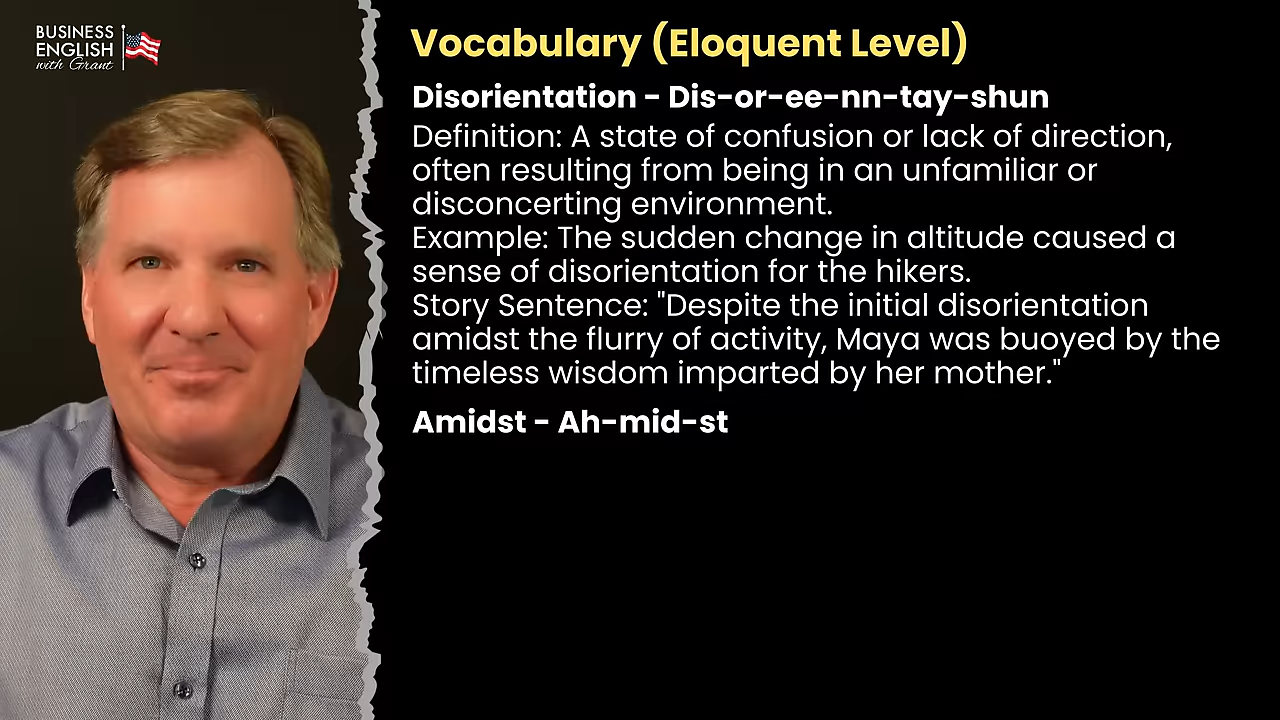 BUSINESS
ENGLISH
with Grant
Vocabulary (Eloquent Level)
Disorientation - Dis-or-ee-nn-tay-shun
Definition: A state of confusion or lack of direction,
often resulting from being in an unfamiliar or
disconcerting environment.
Example: The sudden change in altitude caused a
sense of disorientation for the hikers.
Story Sentence: "Despite the initial disorientation
amidst the flurry of activity, Maya was buoyed by the
timeless wisdom imparted by her mother."
Amidst - Ah-mid-st